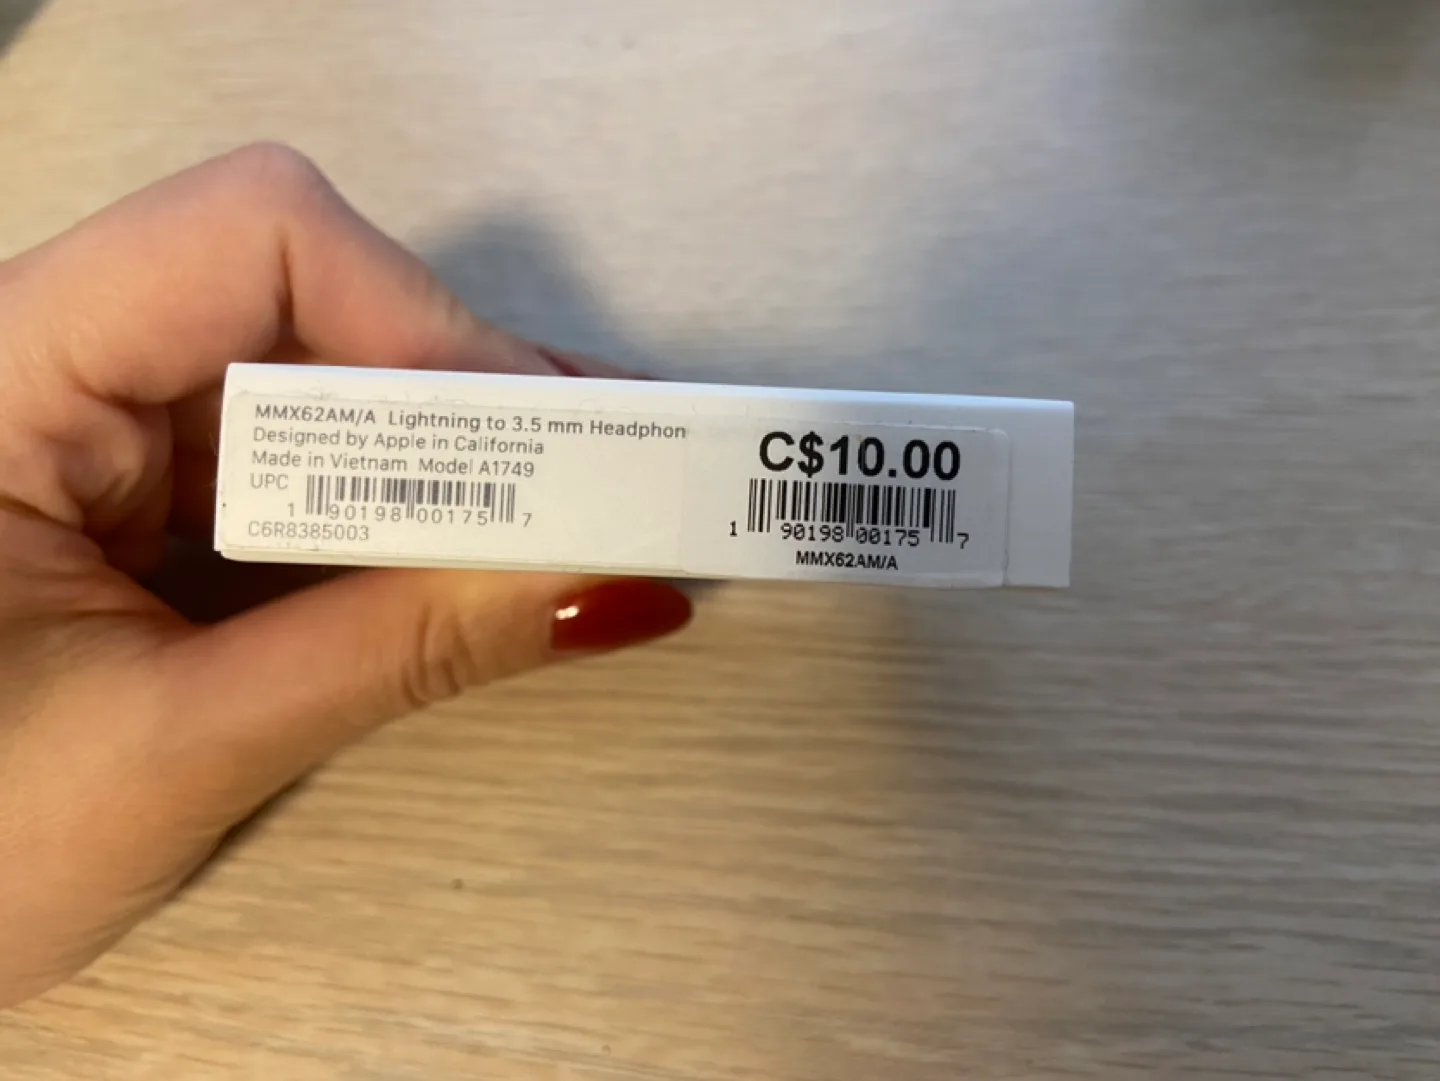 MMX62AM/A Lightning to 3.5 mm Headphon
Designed by Apple in California
Made in Vietnam Model A1749
UPC
1 90198 00175 7
C6R8385003
C$10.00
1 90198 00175 7
MMX62AM/A